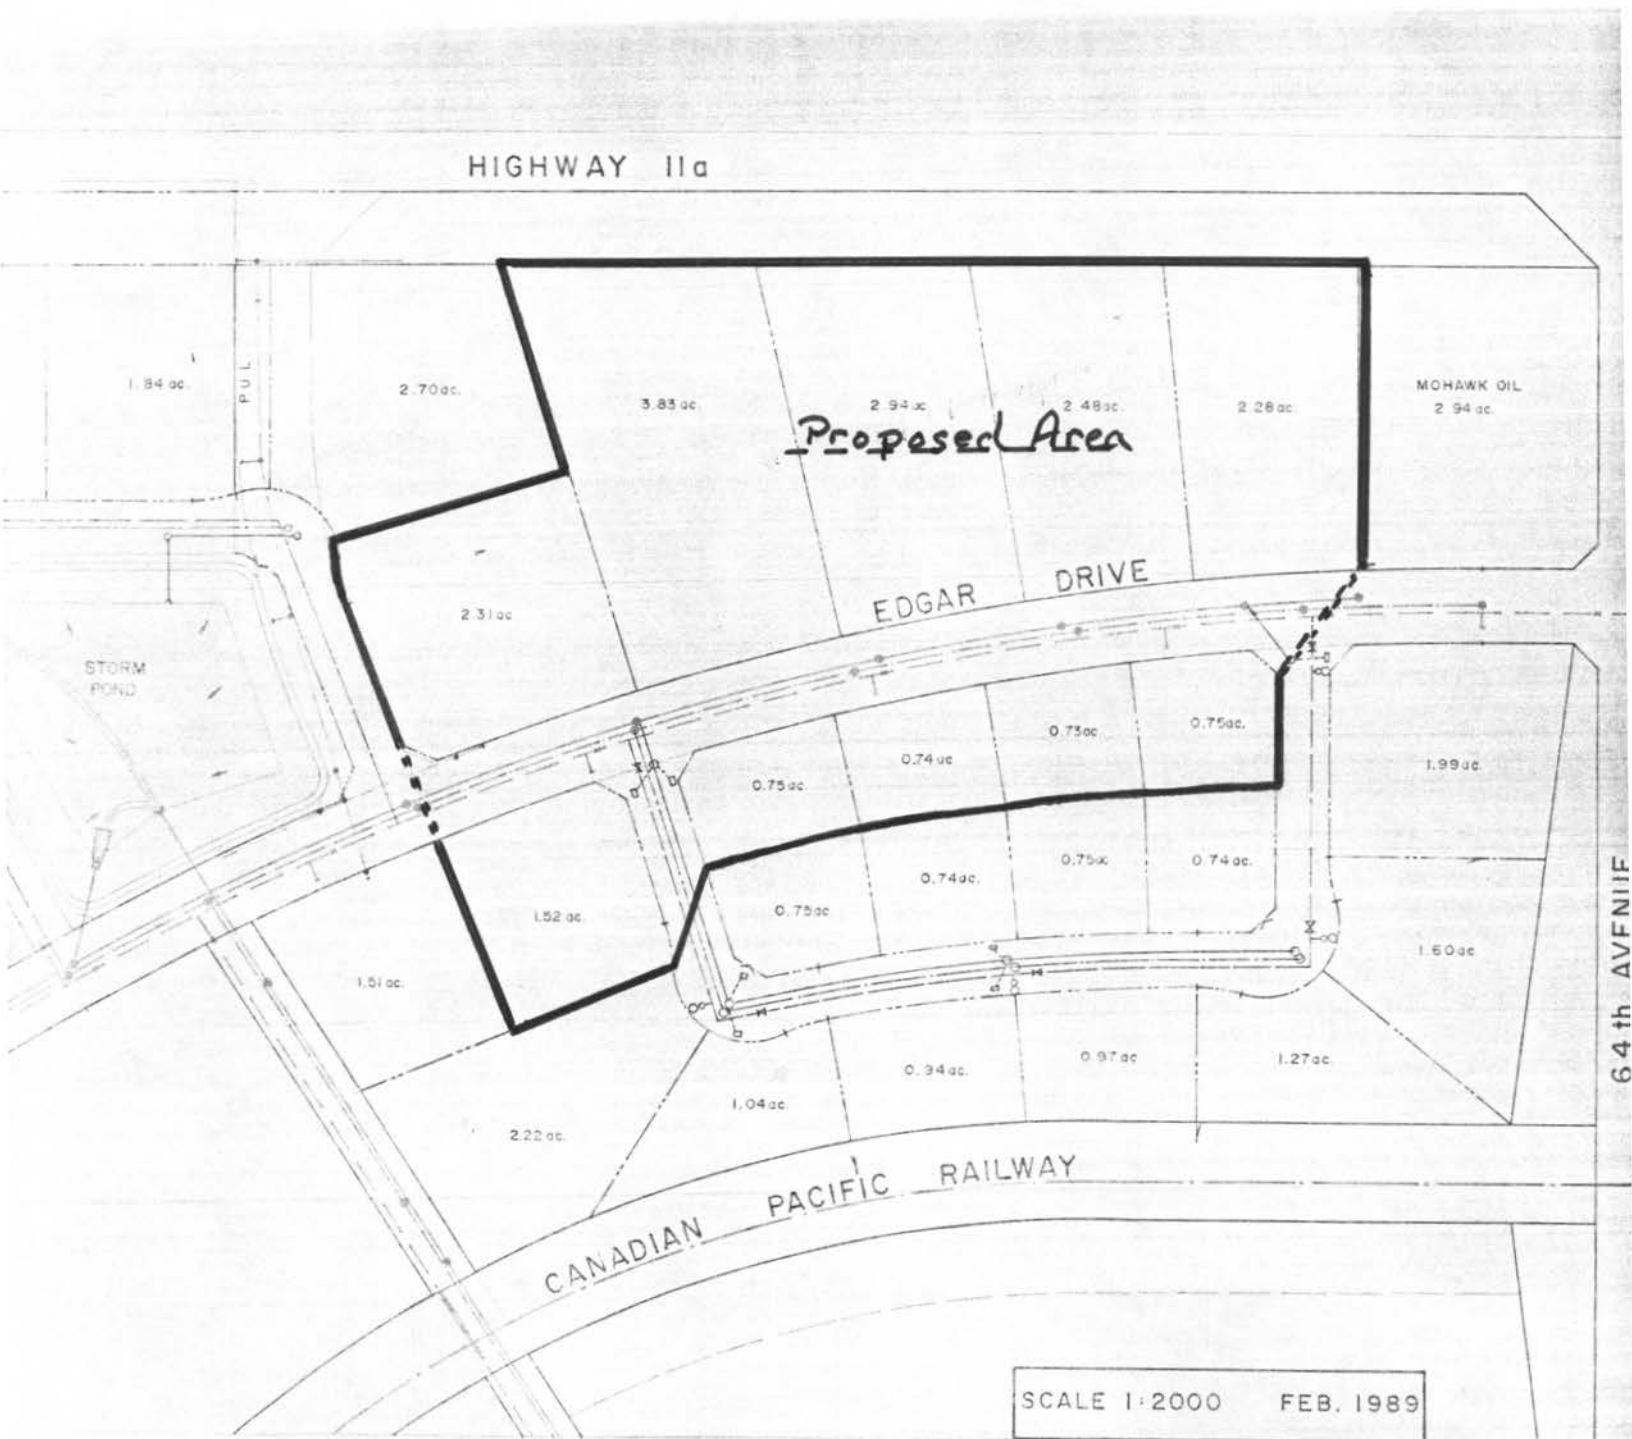 HIGHWAY 11a
1.84 ac.
P U L
2.70 ac.
3.83 ac.
2.94 ac
2.48 ac.
2.28 ac.
MOHAWK OIL
2.94 ac.
Proposed Area
EDGAR DRIVE
2.31 ac
STORM
POND
0.75 ac.
0.74 ac
0.73 ac
0.75 ac.
1.99 ac.
1.52 ac.
0.75 ac
0.74 ac.
0.75 ac
0.74 ac.
1.51 ac.
1.60 ac
64 th AVENUE
2.22 ac.
1.04 ac.
0.94 ac.
0.97 ac
1.27 ac.
CANADIAN PACIFIC RAILWAY
SCALE 1:2000 FEB. 1989